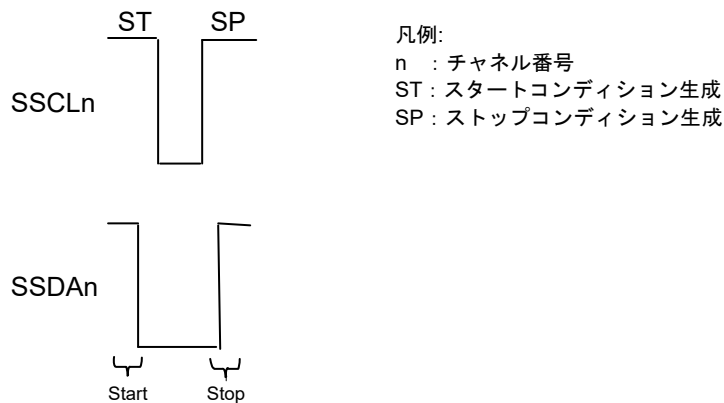 ST SP
SSCLn
凡例:
n ：チャネル番号
ST：スタートコンディション生成
SP：ストップコンディション生成
SSDAn
Start Stop